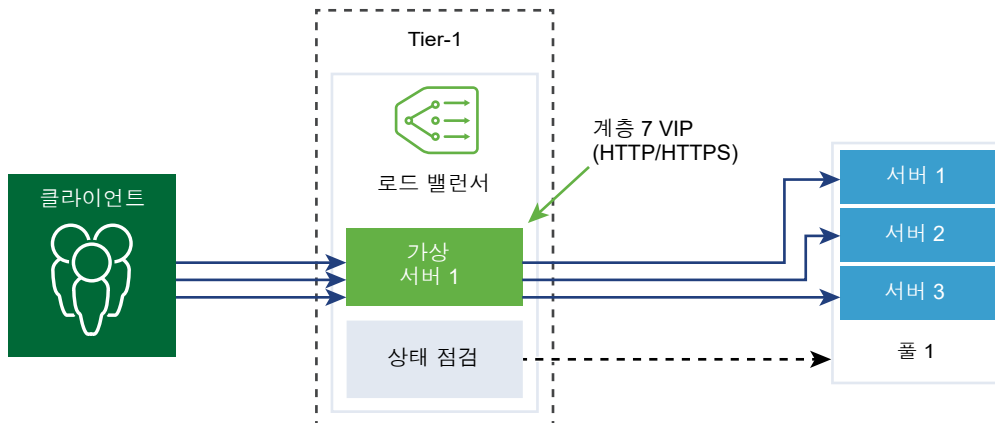 Tier-1
계층 7 VIP
(HTTP/HTTPS)
로드 밸런서
클라이언트
가상
서버 1
상태 점검
서버 1
서버 2
서버 3
풀 1